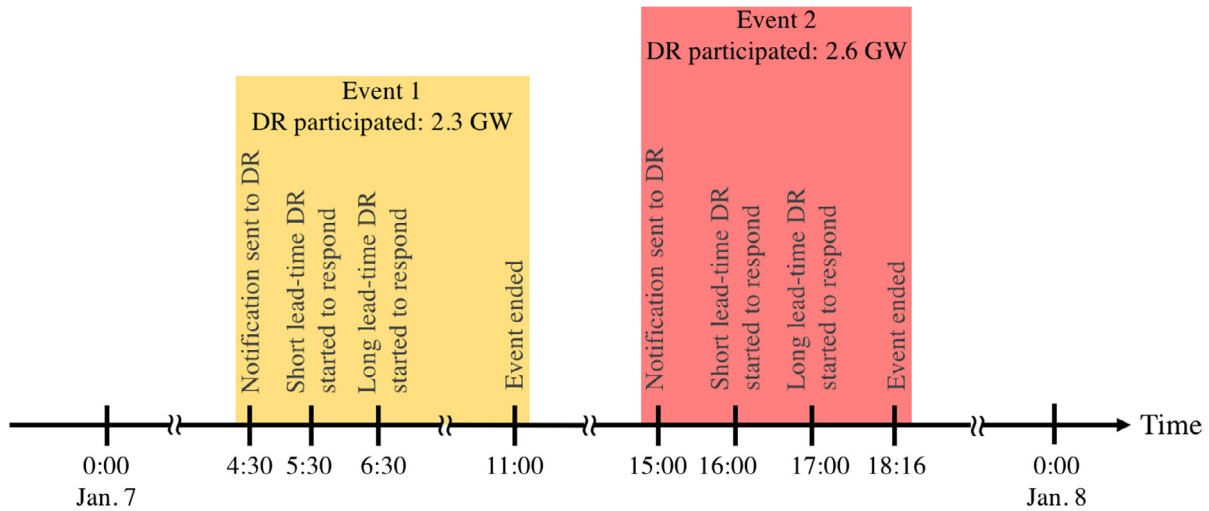 Event 1
DR participated: 2.3 GW
Notification sent to DR
Short lead-time DR
started to respond
Long lead-time DR
started to respond
Event ended
Event 2
DR participated: 2.6 GW
Notification sent to DR
Short lead-time DR
started to respond
Long lead-time DR
started to respond
Event ended
Time
0:00
Jan. 7
4:30
5:30
6:30
11:00
15:00
16:00
17:00
18:16
0:00
Jan. 8